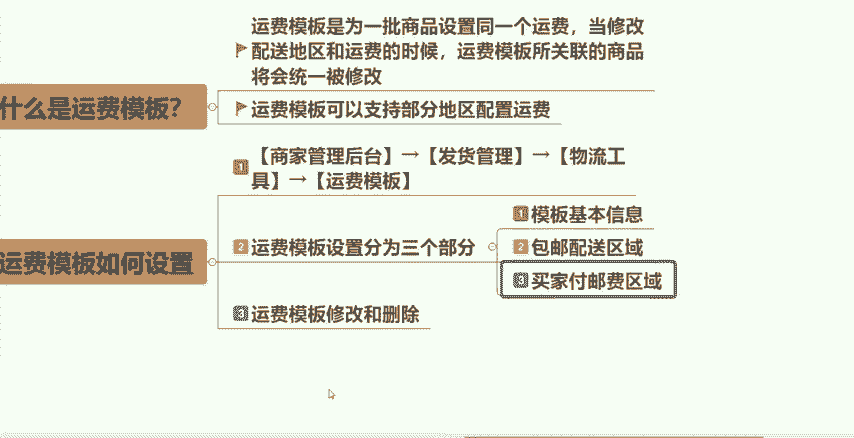 运费模板是为一批商品设置同一个运费，当修改
配送地区和运费的时候，运费模板所关联的商品
将会统一被修改
什么是运费模板？
运费模板可以支持部分地区配置运费
1 【商家管理后台】→【发货管理】→【物流工
具】→【运费模板】
1 模板基本信息
运费模板如何设置
2 运费模板设置分为三个部分
2 包邮配送区域
3 买家付邮费区域
3 运费模板修改和删除